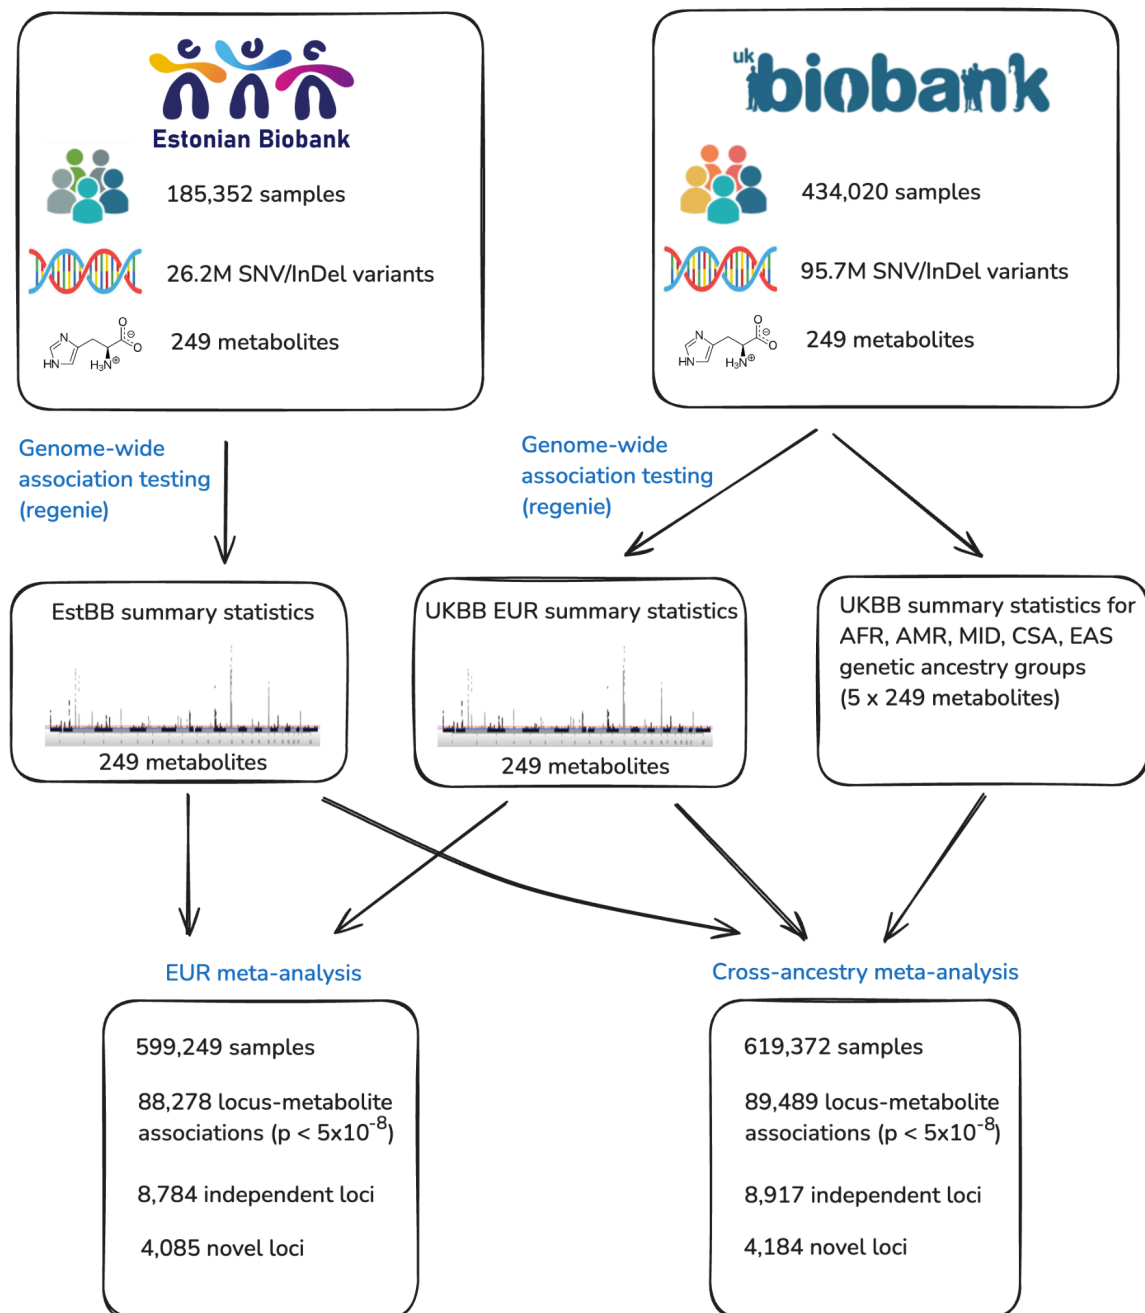 Estonian Biobank
185,352 samples
26.2M SNV/InDel variants
N
HN
O
⊖
O
H₃N⊕
249 metabolites
uk
biobank
434,020 samples
95.7M SNV/InDel variants
N
HN
O
⊖
O
H₃N⊕
249 metabolites
Genome-wide
association testing
(regenie)
Genome-wide
association testing
(regenie)
EstBB summary statistics
249 metabolites
UKBB EUR summary statistics
249 metabolites
UKBB summary statistics for
AFR, AMR, MID, CSA, EAS
genetic ancestry groups
(5 x 249 metabolites)
EUR meta-analysis
599,249 samples
88,278 locus-metabolite
associations (p < 5x10⁻⁸)
8,784 independent loci
4,085 novel loci
Cross-ancestry meta-analysis
619,372 samples
89,489 locus-metabolite
associations (p < 5x10⁻⁸)
8,917 independent loci
4,184 novel loci